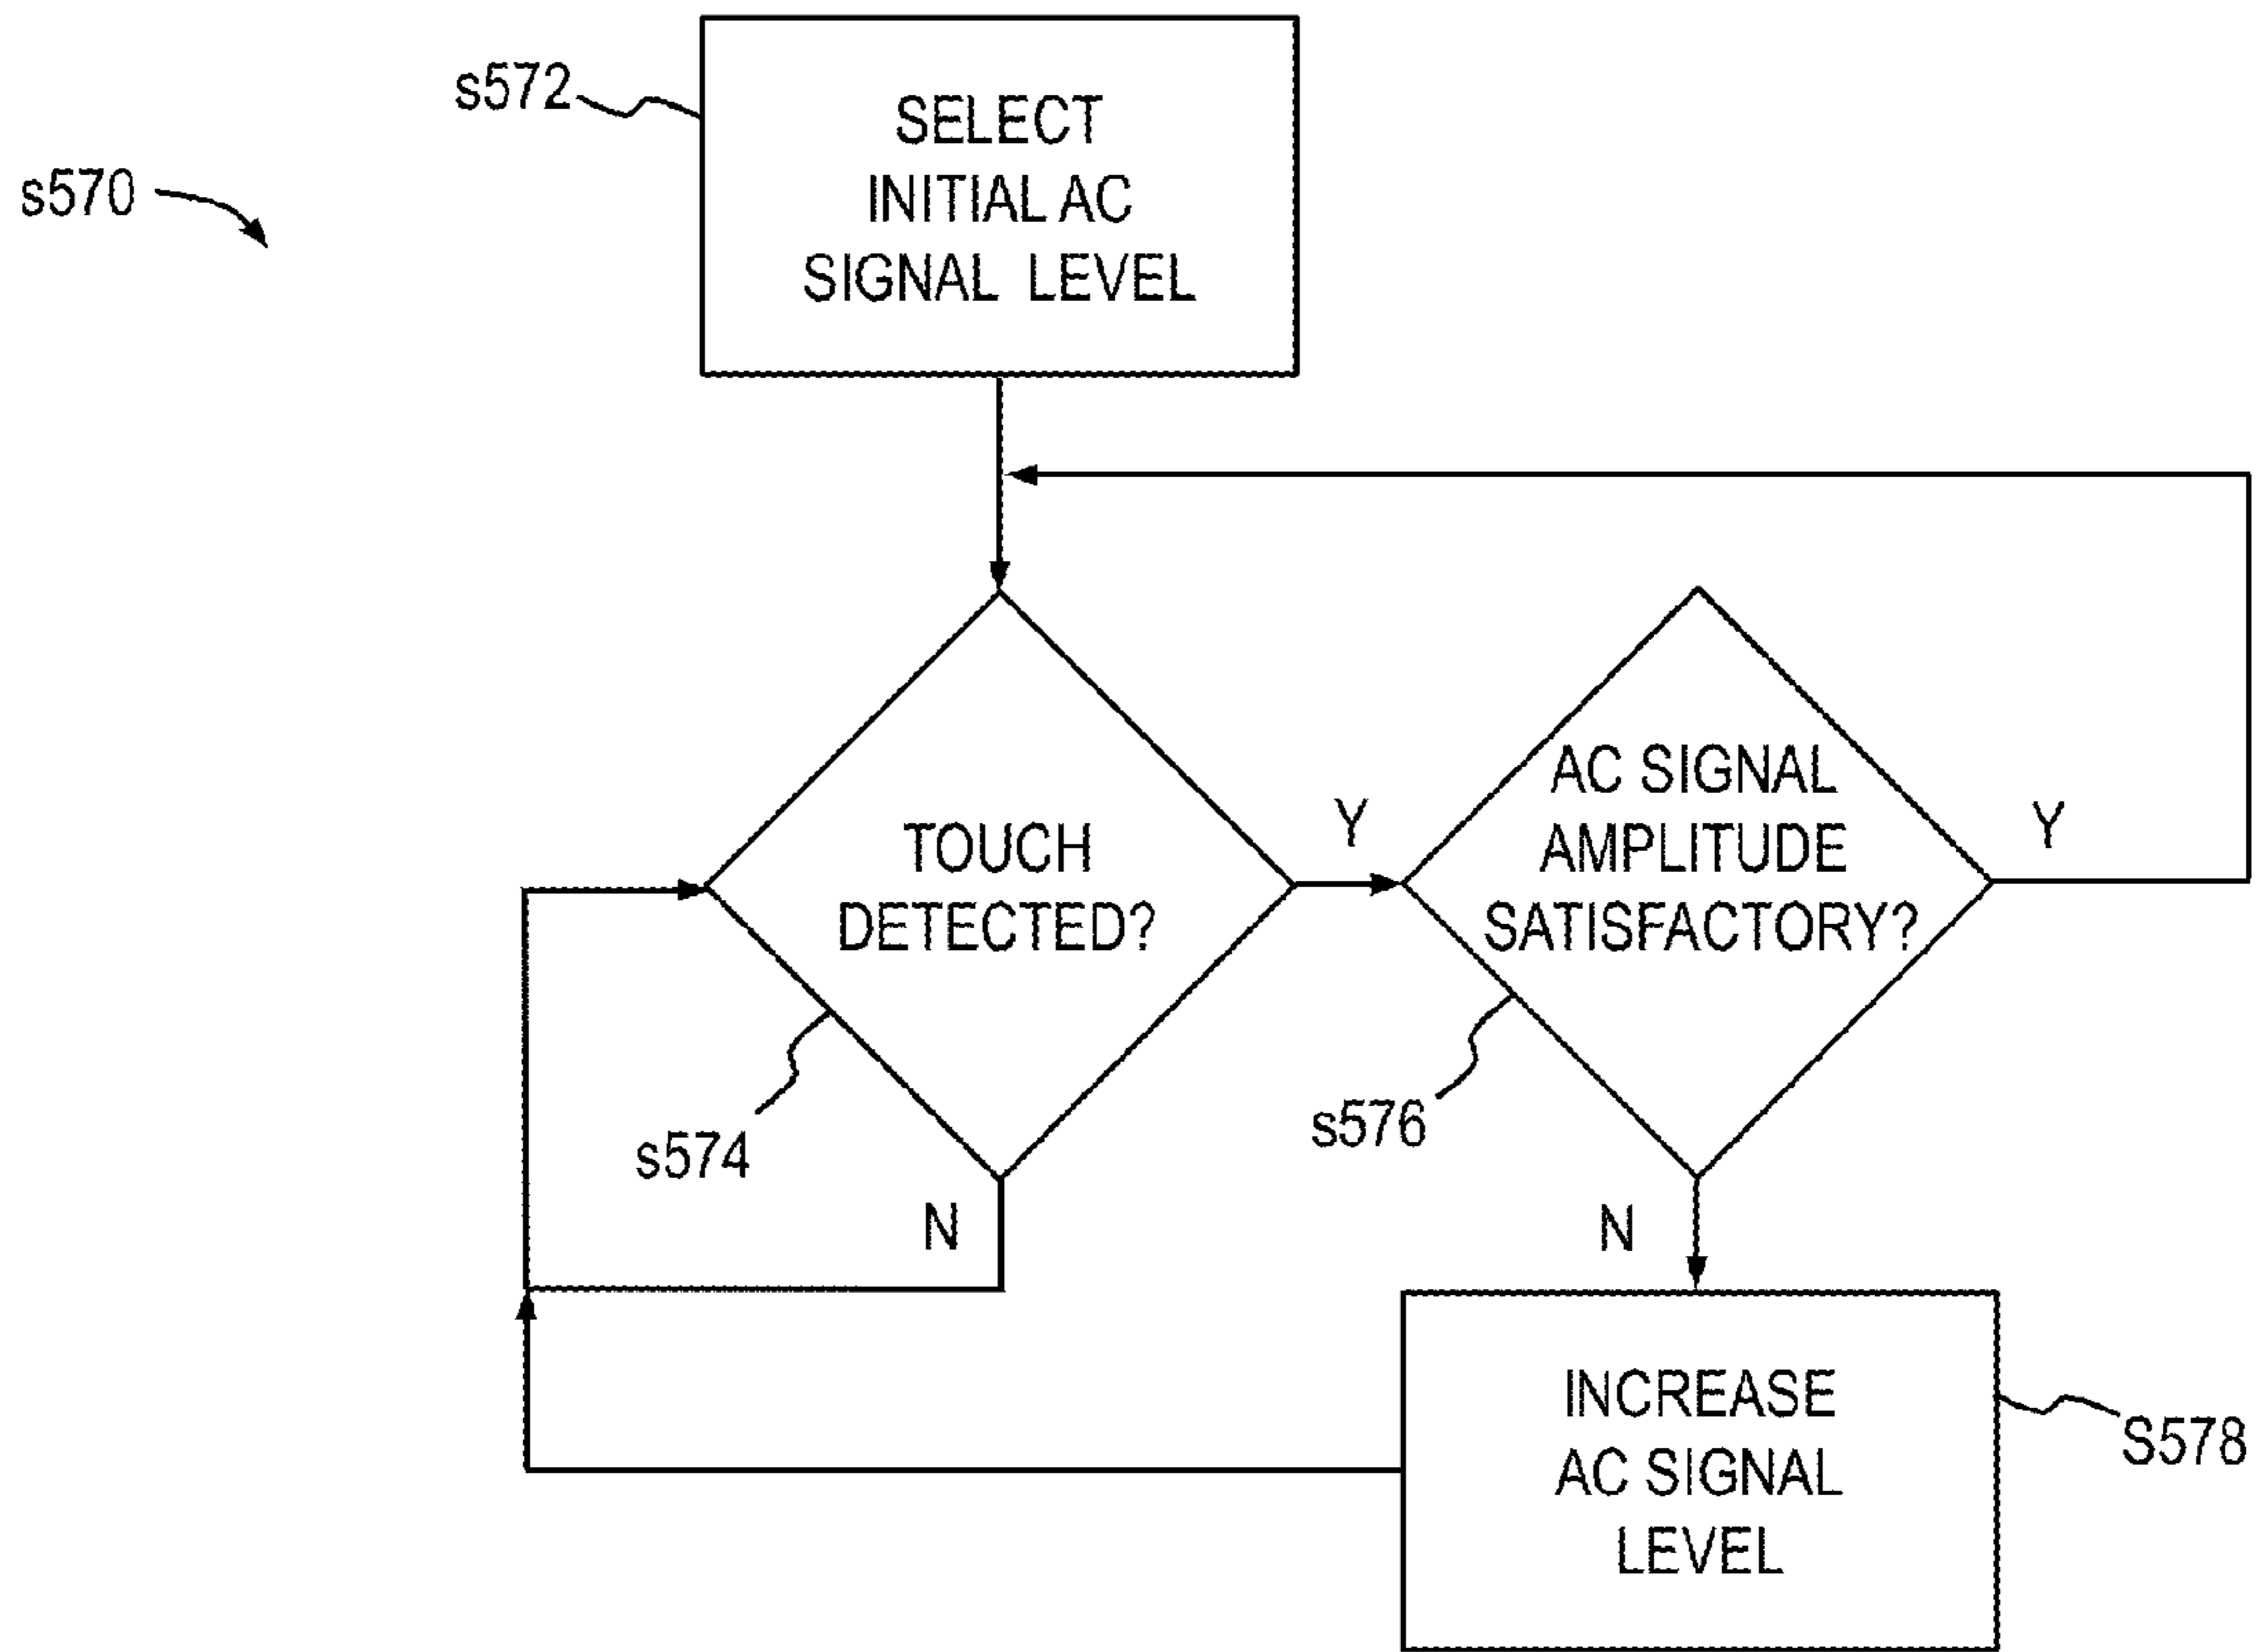 s572
SELECT
INITIAL AC
SIGNAL LEVEL
s570
TOUCH
DETECTED?
Y
AC SIGNAL
AMPLITUDE
SATISFACTORY?
Y
s574
s576
N
N
INCREASE
AC SIGNAL
LEVEL
S578